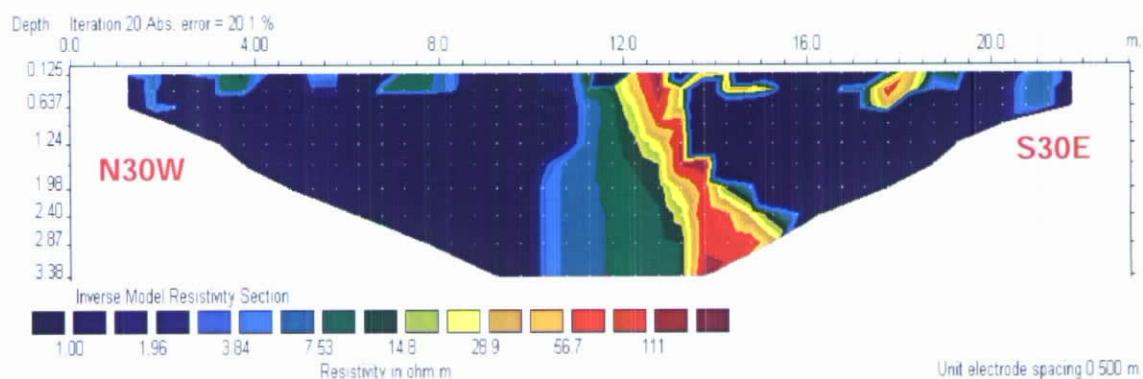 Depth Iteration 20 Abs. error = 20.1 %
0.0 4.00 8.0 12.0 16.0 20.0 m.
0.125
0.637
1.24
1.98
2.40
2.87
3.38
N30W
S30E
Inverse Model Resistivity Section
1.00 1.96 3.84 7.53 14.8 28.9 56.7 111
Resistivity in ohm m
Unit electrode spacing 0.500 m